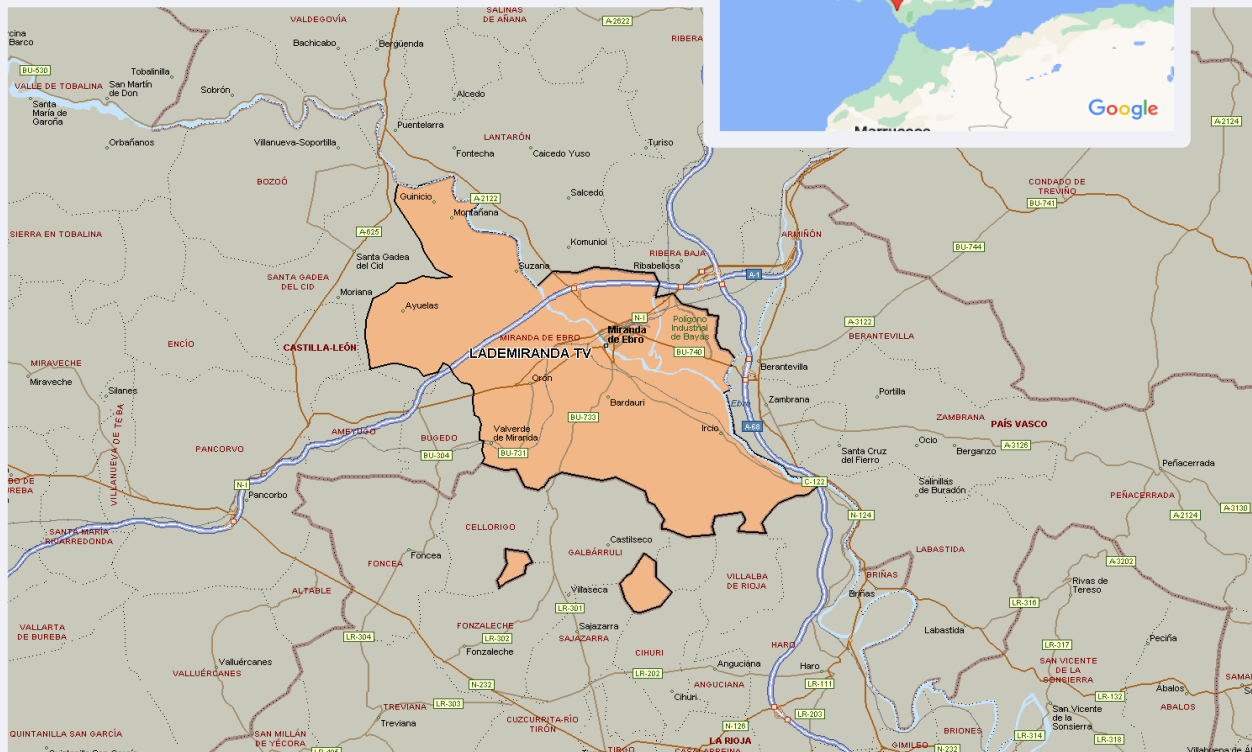 VALDEGOVÍA
SALINAS
DE AÑANA
A-2622
RIBERA
Barco
Bachicabo
Bergüenda
BU-530
Tobalinilla
VALLE DE TOBALINA
San Martín
de Don
Sobrón
Alcedo
Santa
María de
Garoña
Puentelarra
Google
LANTARÓN
A-2124
Orbañanos
Villanueva-Soportilla
Fontecha
Caicedo Yuso
Turiso
BOZOÓ
CONDADO DE
TREVIÑO
BU-741
Guinicio
A-2122
Salcedo
Montañana
SIERRA EN TOBALINA
A-625
Komunioi
ARMIÑÓN
BU-744
Santa Gadea
del Cid
RIBERA BAJA
Ribabellosa
Suzana
A-1
SANTA GADEA
DEL CID
Moriana
Ayuelas
N-I
Polígono
Industrial
de Bayas
A-3122
BERANTEVILLA
Miranda
de Ebro
MIRANDA DE EBRO
ENCÍO
CASTILLA-LEÓN
LADEMIRANDA TV
BU-740
MIRAVECHE
Miraveche
Berantevilla
Silanes
Orón
Portilla
Bardauri
Ebro
Zambrana
VILLANUEVA DE TEBA
BU-733
ZAMBRANA
PAÍS VASCO
AMEYUGO
Valverde
de Miranda
Ircio
A-68
BUGEDO
PANCORVO
Ocio
A-3126
Berganzo
BU-304
BU-731
Santa Cruz
del Fierro
Peñacerrada
N-I
Pancorbo
C-122
Salinillas
de Buradón
PEÑACERRADA
A-2124
A-3130
N-124
SANTA MARÍA
RIVARREDONDA
CELLORIGO
Castilseco
GALBÁRRULI
LABASTIDA
Foncea
FONCEA
A-3202
VILLALBA
DE RIOJA
BRIÑAS
Rivas de
Tereso
ALTABLE
Villaseca
Briñas
LR-301
LR-316
VALLARTA
DE BUREBA
FONZALECHE
Sajazarra
LR-304
LR-302
SAJAZARRA
Labastida
Peciña
Fonzaleche
CIHURI
HARO
LR-317
Valluércanes
VALLUÉRCANES
Anguciana
Haro
SAN VICENTE
DE LA
SONSIERRA
LR-202
N-232
ANGUCIANA
LR-111
Cihuri
LR-132
Abalos
ABALOS
LR-303
TREVIANA
Treviana
LR-203
San Vicente
de la
Sonsierra
CUZCURRITA-RÍO
TIRÓN
N-126
QUINTANILLA SAN GARCÍA
SAN MILLÁN
DE YÉCORA
LA RIOJA
BRIONES
LR-314
LR-318
GIMILEO
N-232